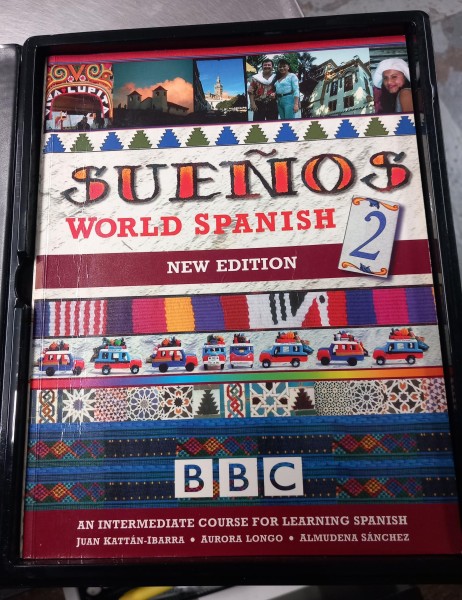 VIVA LUPITA
SUEÑOS
WORLD SPANISH 2
NEW EDITION
BBC
AN INTERMEDIATE COURSE FOR LEARNING SPANISH
JUAN KATTÁN-IBARRA • AURORA LONGO • ALMUDENA SÁNCHEZ